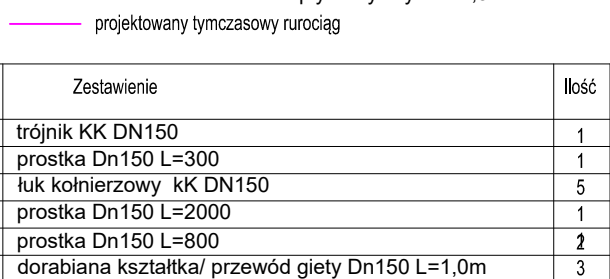 projektowany tymczasowy rurociąg
Zestawienie Ilość
trójnik KK DN150 1
prostka Dn150 L=300 1
łuk kołnierzowy kK DN150 5
prostka Dn150 L=2000 1
prostka Dn150 L=800
dorabiana kształtka/ przewód giety Dn150 L=1,0m 3